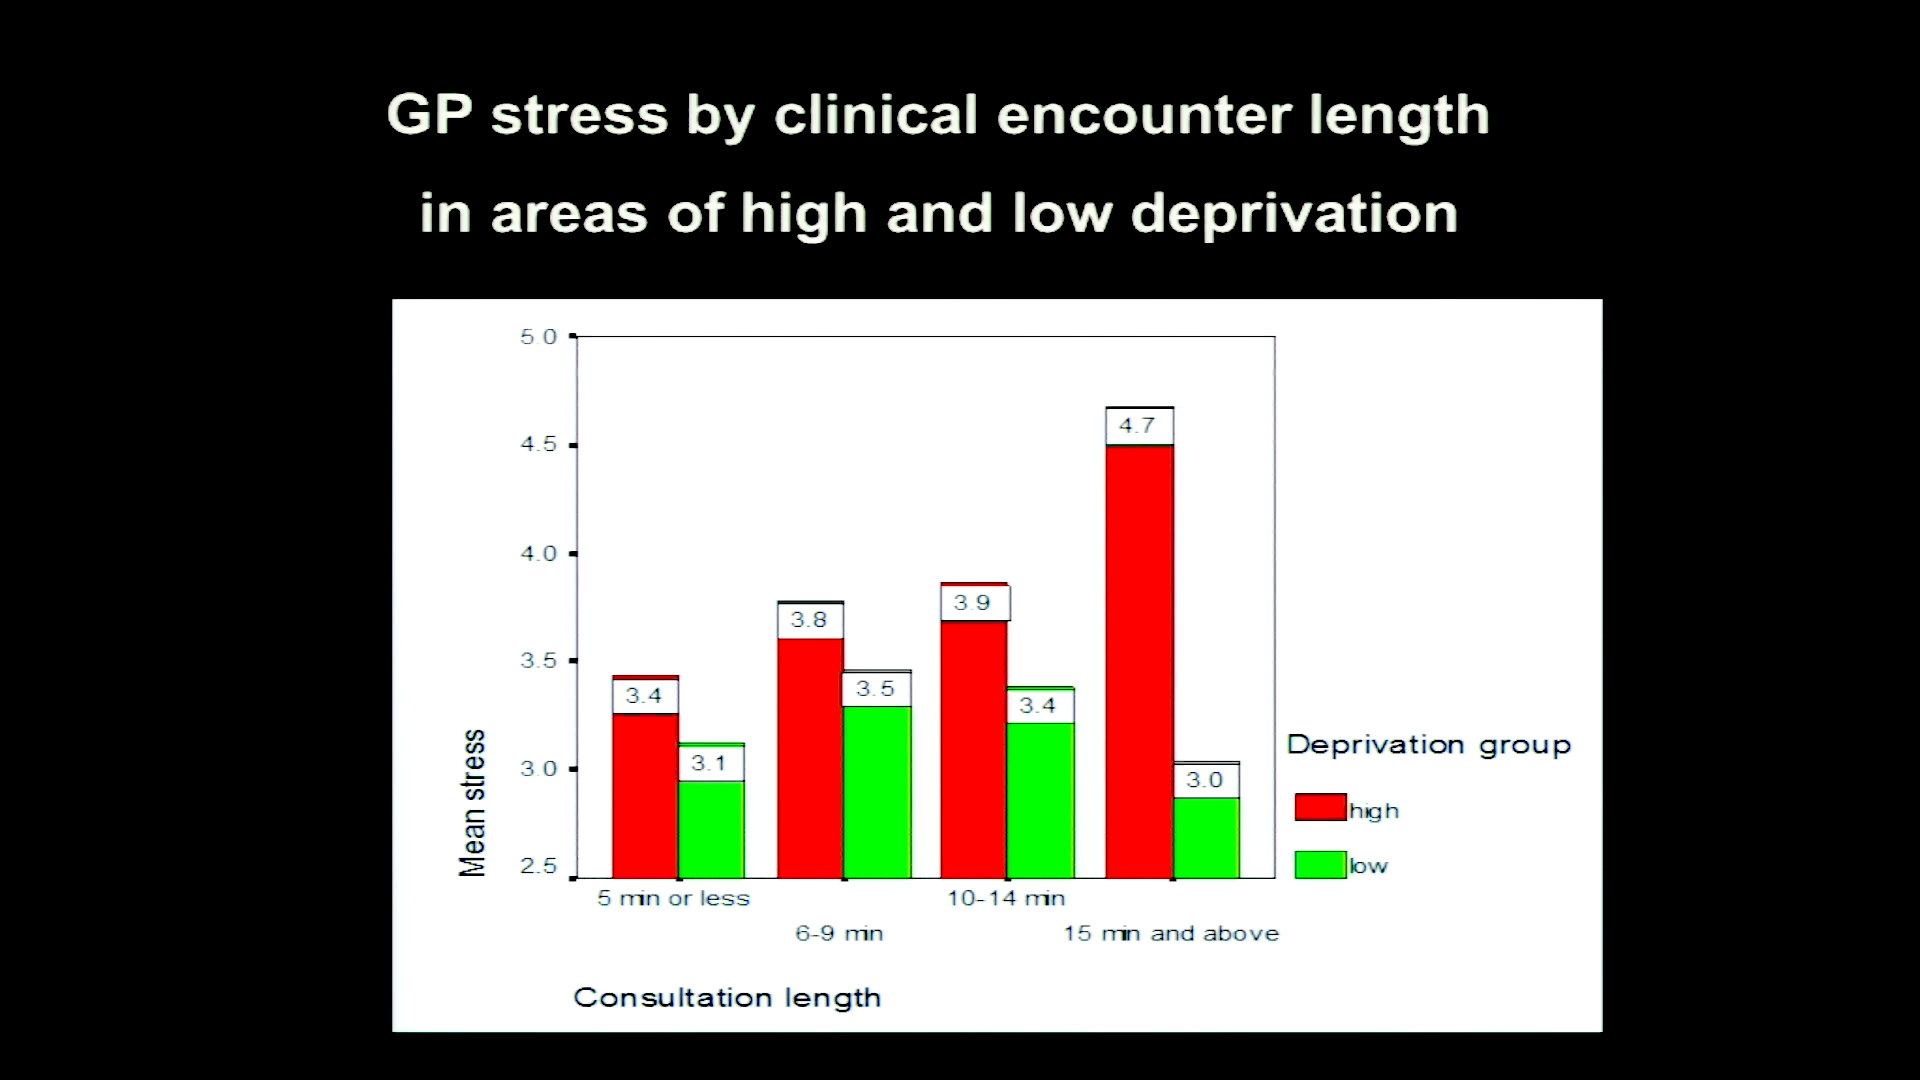 GP stress by clinical encounter length
in areas of high and low deprivation
5.0
4.5
4.0
3.5
3.0
2.5
Mean stress
3.4
3.1
3.8
3.5
3.9
3.4
4.7
3.0
5 min or less
6-9 min
10-14 min
15 min and above
Consultation length
Deprivation group
high
low